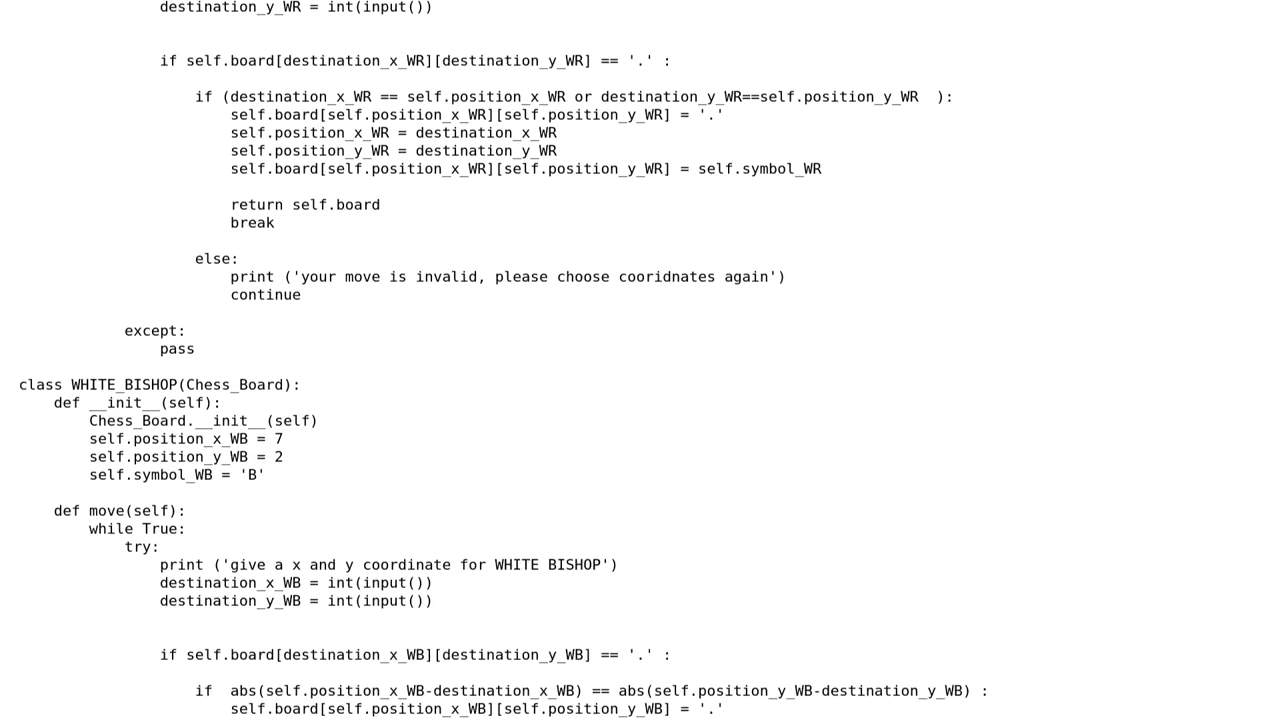 destination_y_WR = int(input())
if self.board[destination_x_WR][destination_y_WR] == '.' :
if (destination_x_WR == self.position_x_WR or destination_y_WR==self.position_y_WR  ):
self.board[self.position_x_WR][self.position_y_WR] = '.'
self.position_x_WR = destination_x_WR
self.position_y_WR = destination_y_WR
self.board[self.position_x_WR][self.position_y_WR] = self.symbol_WR
return self.board
break
else:
print ('your move is invalid, please choose cooridnates again')
continue
except:
pass
class WHITE_BISHOP(Chess_Board):
def __init__(self):
Chess_Board.__init__(self)
self.position_x_WB = 7
self.position_y_WB = 2
self.symbol_WB = 'B'
def move(self):
while True:
try:
print ('give a x and y coordinate for WHITE BISHOP')
destination_x_WB = int(input())
destination_y_WB = int(input())
if self.board[destination_x_WB][destination_y_WB] == '.' :
if  abs(self.position_x_WB-destination_x_WB) == abs(self.position_y_WB-destination_y_WB) :
self.board[self.position_x_WB][self.position_y_WB] = '.'